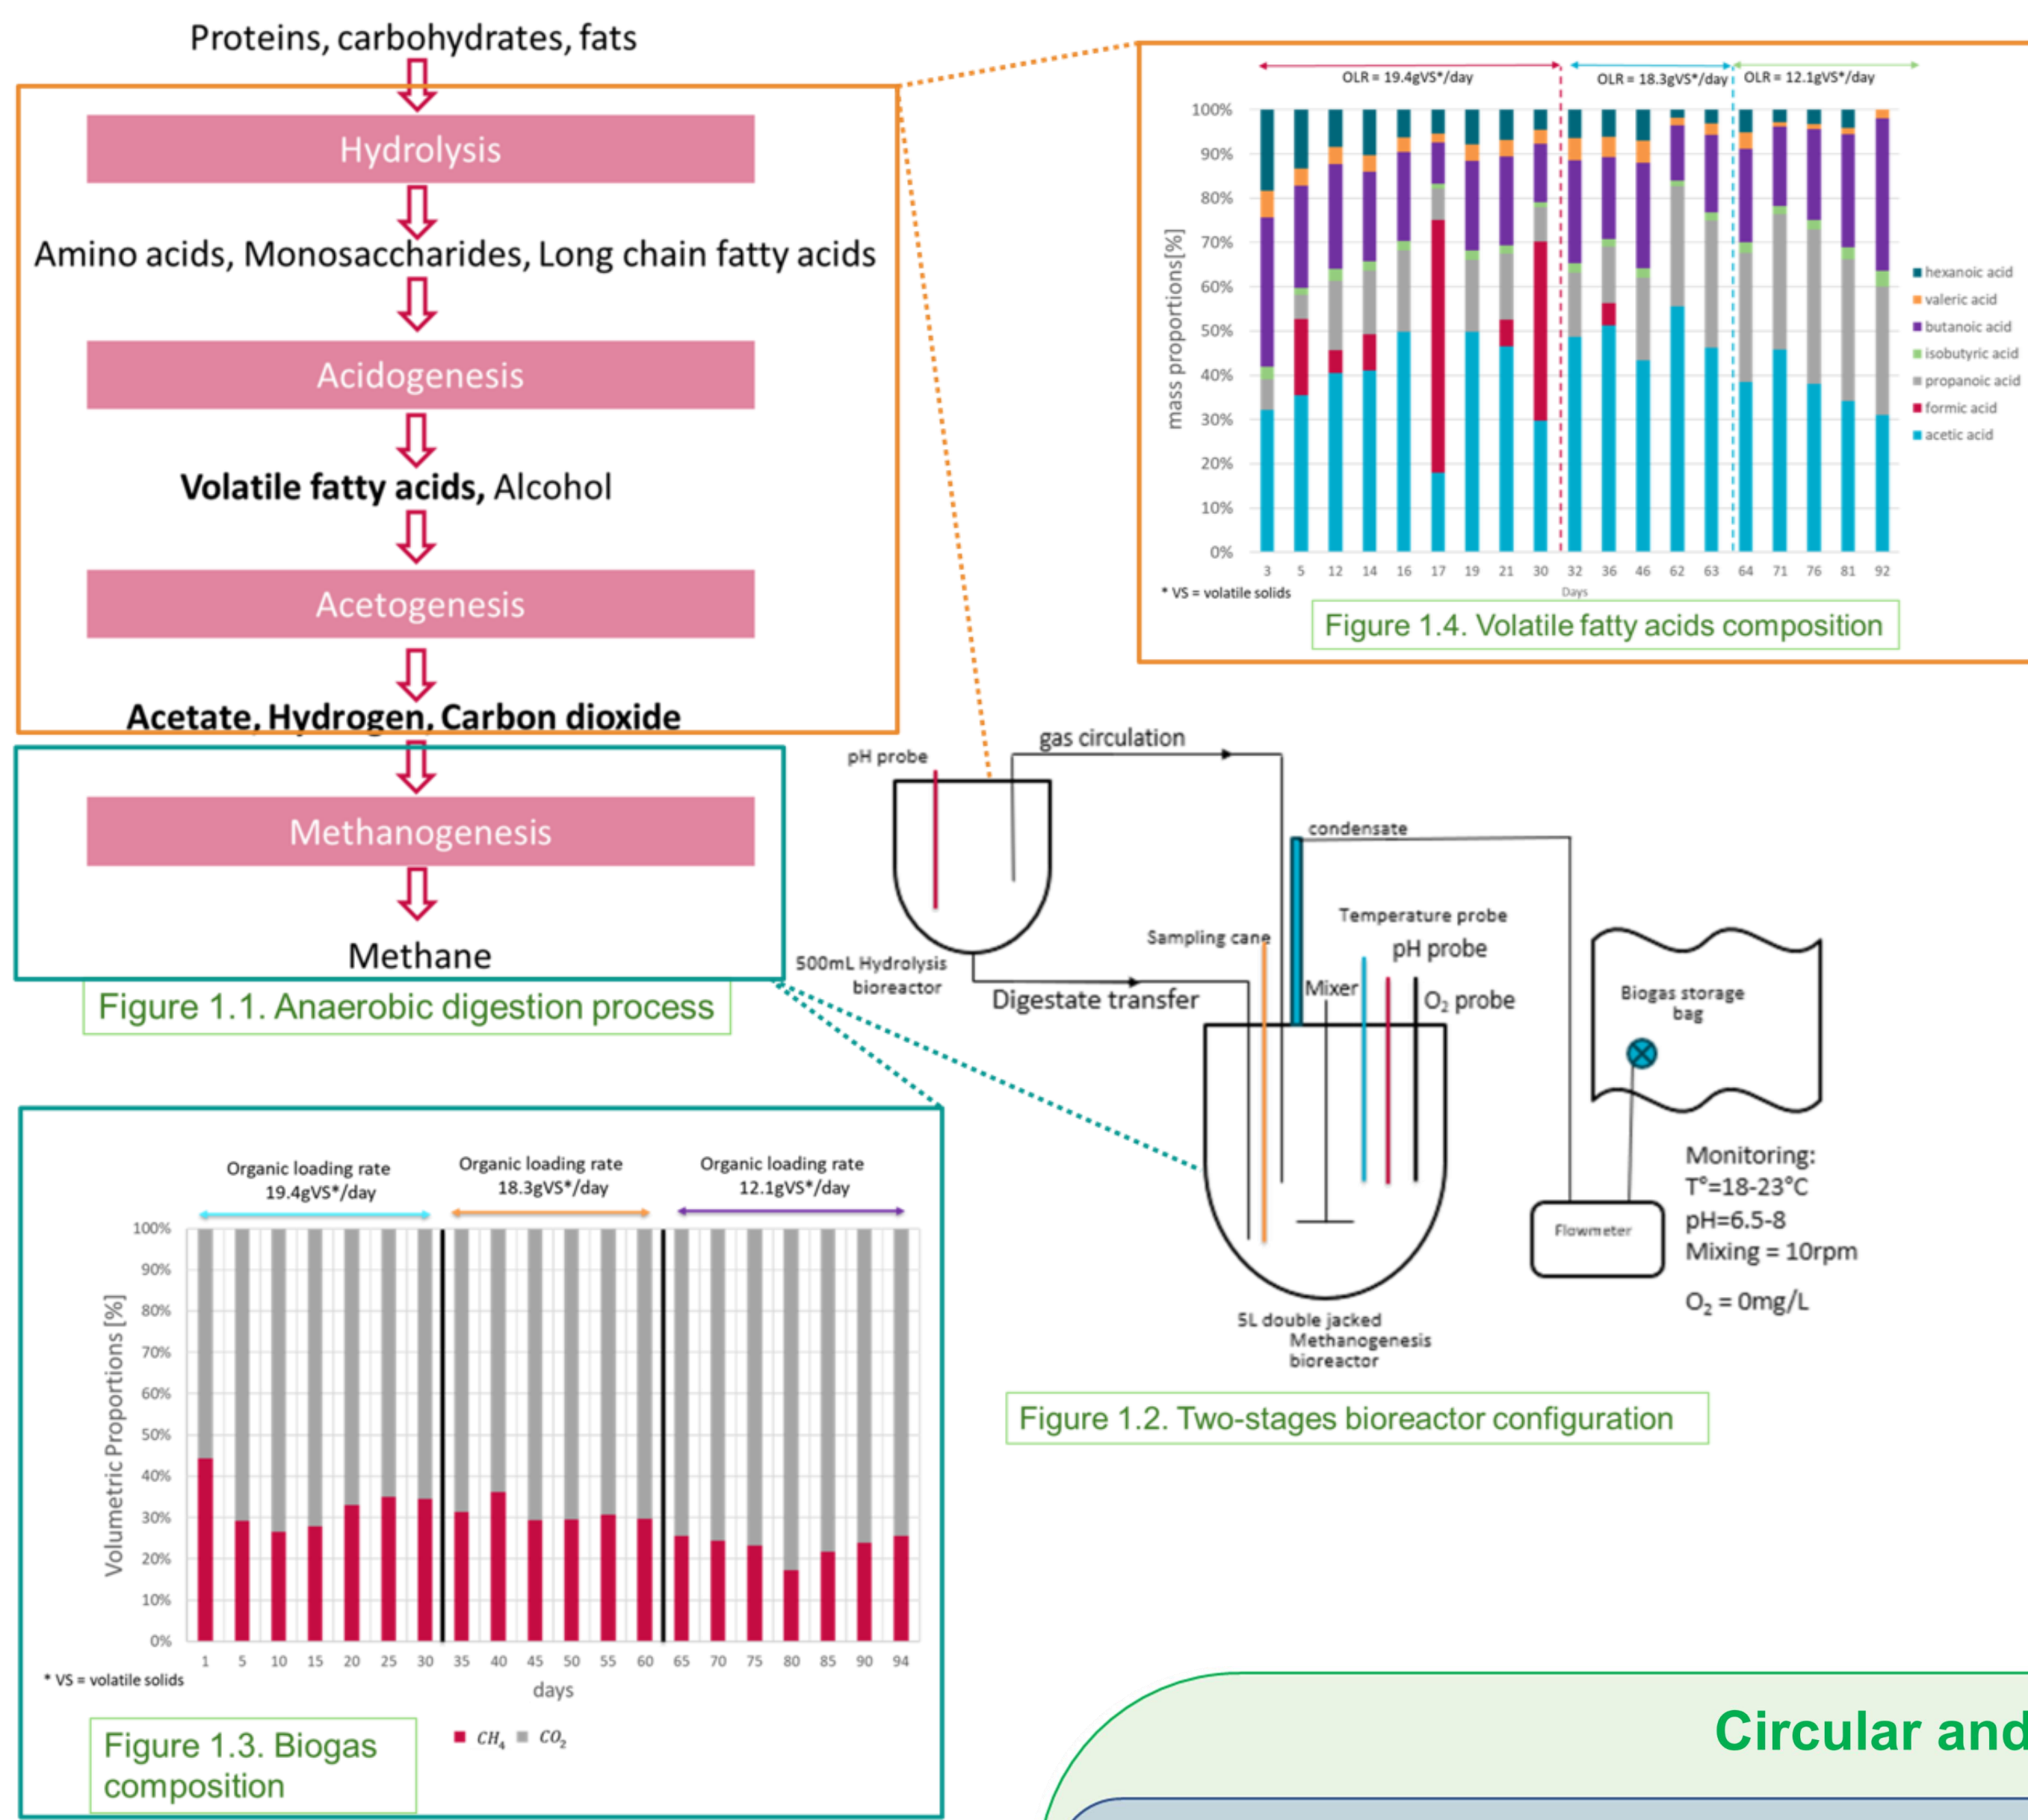 Proteins, carbohydrates, fats
Hydrolysis
Amino acids, Monosaccharides, Long chain fatty acids
Acidogenesis
Volatile fatty acids, Alcohol
Acetogenesis
Acetate, Hydrogen, Carbon dioxide
Methanogenesis
Methane
Figure 1.1. Anaerobic digestion process
OLR = 19.4gVS*/day
OLR = 18.3gVS*/day
OLR = 12.1gVS*/day
mass proportions[%]
100%
90%
80%
70%
60%
50%
40%
30%
20%
10%
0%
3 5 12 14 16 17 19 21 30 32 36 46 62 63 64 71 76 81 92
Days
* VS = volatile solids
hexanoic acid
valeric acid
butanoic acid
isobutyric acid
propanoic acid
formic acid
acetic acid
Figure 1.4. Volatile fatty acids composition
pH probe
gas circulation
condensate
Temperature probe
Sampling cane
pH probe
500mL Hydrolysis
bioreactor
Digestate transfer
Mixer
O₂ probe
Biogas storage
bag
Flowmeter
Monitoring:
T°=18-23°C
pH=6.5-8
Mixing = 10rpm
O₂ = 0mg/L
5L double jacked
Methanogenesis
bioreactor
Figure 1.2. Two-stages bioreactor configuration
Organic loading rate
19.4gVS*/day
Organic loading rate
18.3gVS*/day
Organic loading rate
12.1gVS*/day
Volumetric Proportions [%]
100%
90%
80%
70%
60%
50%
40%
30%
20%
10%
0%
1 5 10 15 20 25 30 35 40 45 50 55 60 65 70 75 80 85 90 94
* VS = volatile solids
days
CH₄ CO₂
Figure 1.3. Biogas
composition
Circular and